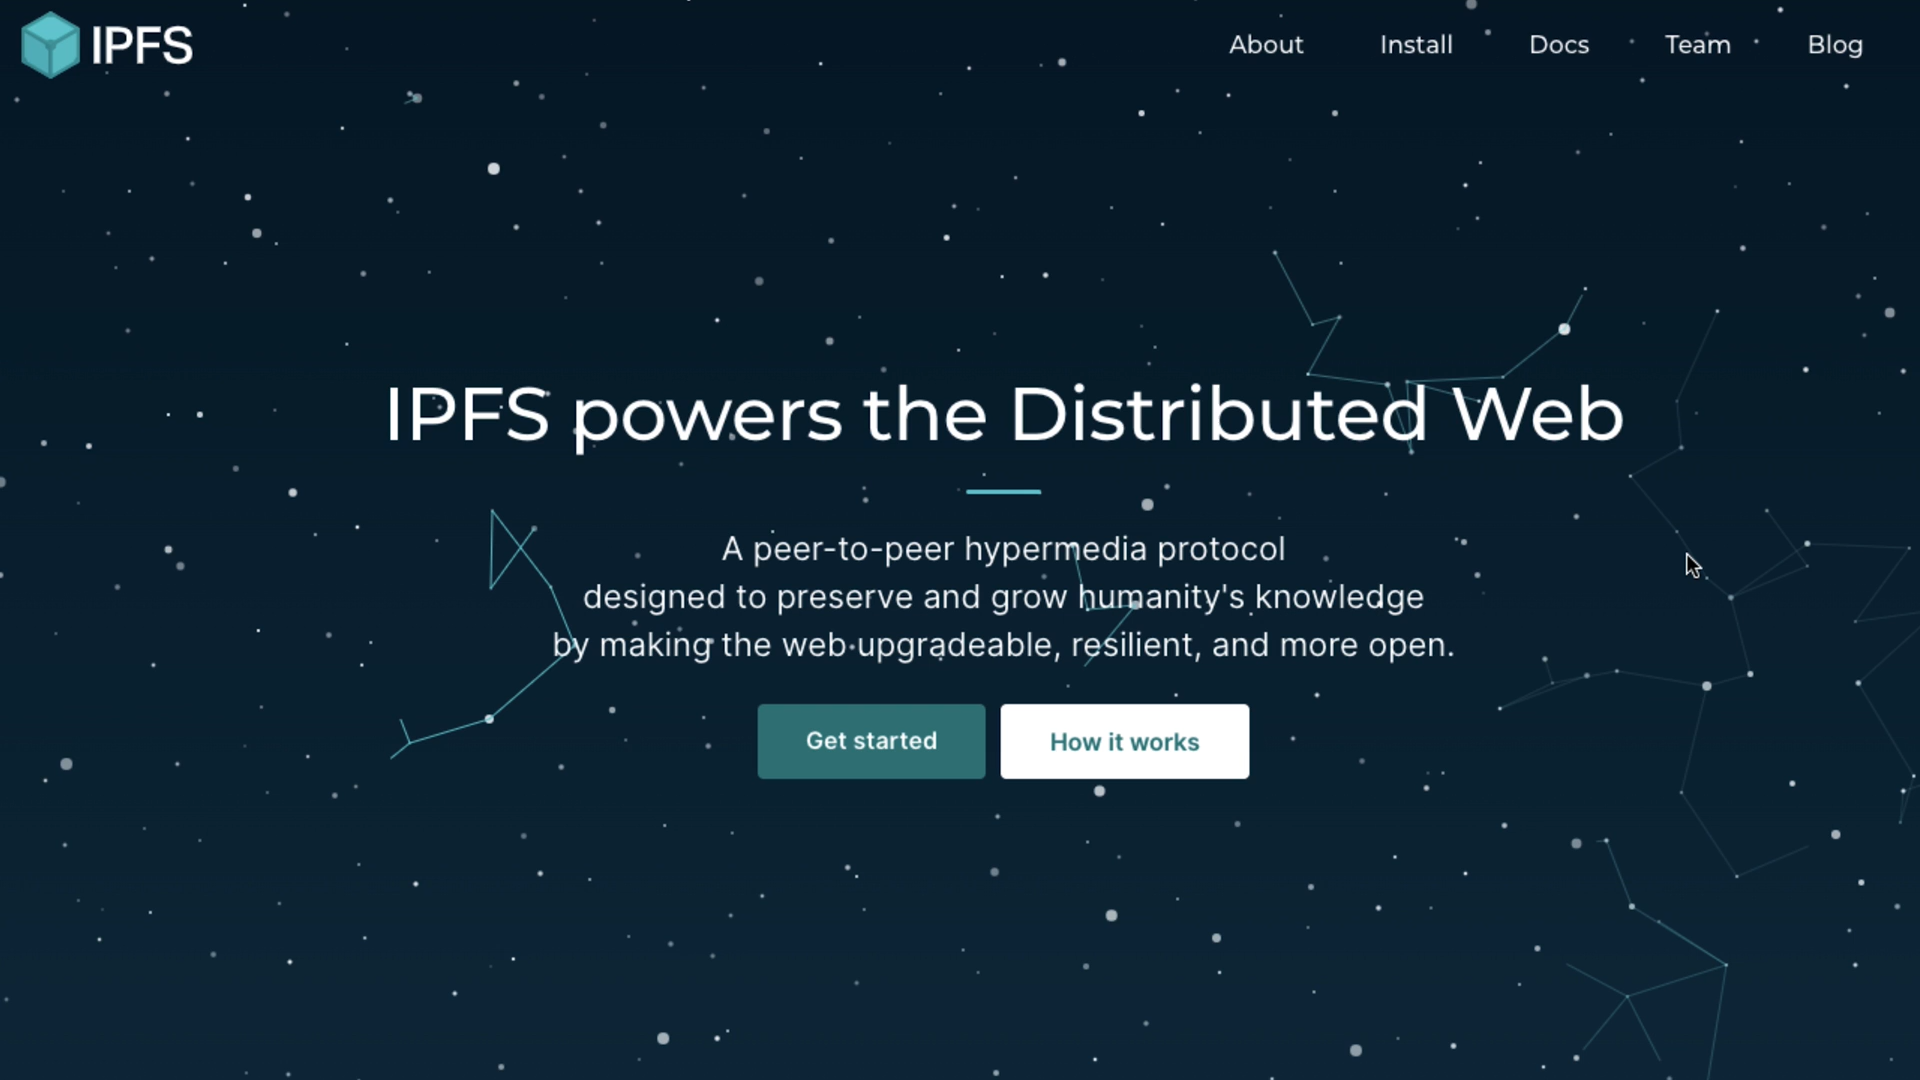 IPFS
About
Install
Docs
Team
Blog
IPFS powers the Distributed Web
A peer-to-peer hypermedia protocol
designed to preserve and grow humanity's knowledge
by making the web upgradeable, resilient, and more open.
Get started
How it works